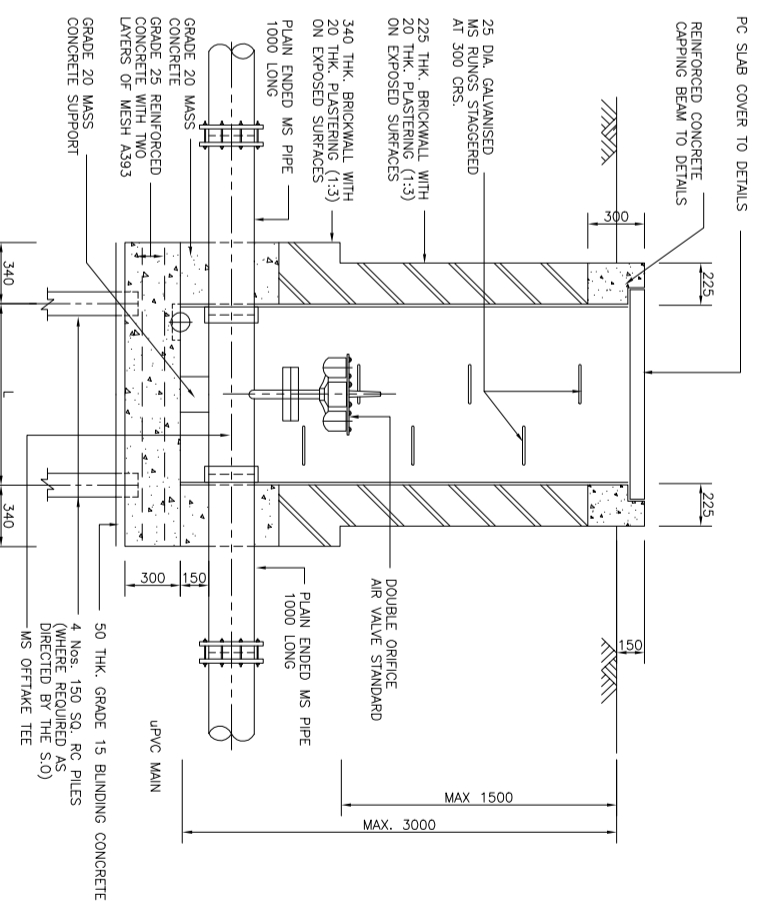 PC SLAB COVER TO DETAILS
REINFORCED CONCRETE
CAPPING BEAM TO DETAILS
25 DIA. GALVANISED
MS RUNGS STAGGERED
AT 300 CRS.
225 THK. BRICKWALL WITH
20 THK. PLASTERING (1:3)
ON EXPOSED SURFACES
340 THK. BRICKWALL WITH
20 THK. PLASTERING (1:3)
ON EXPOSED SURFACES
PLAIN ENDED MS PIPE
1000 LONG
GRADE 20 MASS
CONCRETE
GRADE 25 REINFORCED
CONCRETE WITH TWO
LAYERS OF MESH A393
GRADE 20 MASS
CONCRETE SUPPORT
300
225
225
150
340
L
340
300
150
DOUBLE ORIFICE
AIR VALVE STANDARD
PLAIN ENDED MS PIPE
1000 LONG
uPVC MAIN
50 THK. GRADE 15 BLINDING CONCRETE
4 Nos. 150 SQ. RC PILES
(WHERE REQUIRED AS
DIRECTED BY THE S.O)
MS OFFTAKE TEE
MAX 1500
MAX. 3000